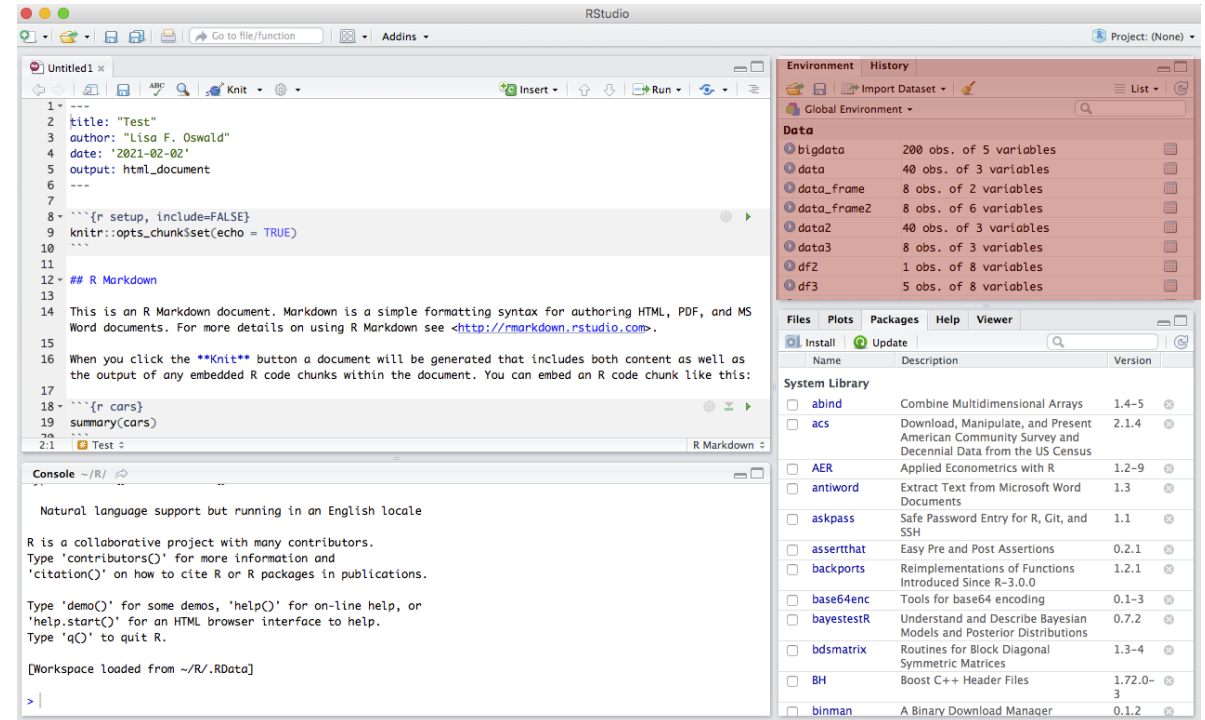 RStudio
Go to file/function
Addins
Project: (None)
Untitled1
ABC
Knit
Insert
Run
1 ---
2 title: "Test"
3 author: "Lisa F. Oswald"
4 date: '2021-02-02'
5 output: html_document
6 ---
7
8 ```{r setup, include=FALSE}
9 knitr::opts_chunk$set(echo = TRUE)
10 ```
11
12 ## R Markdown
13
14 This is an R Markdown document. Markdown is a simple formatting syntax for authoring HTML, PDF, and MS
Word documents. For more details on using R Markdown see <http://rmarkdown.rstudio.com>.
15
16 When you click the **Knit** button a document will be generated that includes both content as well as
the output of any embedded R code chunks within the document. You can embed an R code chunk like this:
17
18 ```{r cars}
19 summary(cars)
20 ```
2:1 # Test R Markdown
Console ~/R/
Natural language support but running in an English locale
R is a collaborative project with many contributors.
Type 'contributors()' for more information and
'citation()' on how to cite R or R packages in publications.
Type 'demo()' for some demos, 'help()' for on-line help, or
'help.start()' for an HTML browser interface to help.
Type 'q()' to quit R.
[Workspace loaded from ~/R/.RData]
>
Environment History
Import Dataset List
Global Environment
Data
bigdata 200 obs. of 5 variables
data 40 obs. of 3 variables
data_frame 8 obs. of 2 variables
data_frame2 8 obs. of 6 variables
data2 40 obs. of 3 variables
data3 8 obs. of 3 variables
df2 1 obs. of 8 variables
df3 5 obs. of 8 variables
Files Plots Packages Help Viewer
Install Update
Name Description Version
System Library
abind Combine Multidimensional Arrays 1.4-5
acs Download, Manipulate, and Present 2.1.4
American Community Survey and
Decennial Data from the US Census
AER Applied Econometrics with R 1.2-9
antiword Extract Text from Microsoft Word 1.3
Documents
askpass Safe Password Entry for R, Git, and 1.1
SSH
assertthat Easy Pre and Post Assertions 0.2.1
backports Reimplementations of Functions 1.2.1
Introduced Since R-3.0.0
base64enc Tools for base64 encoding 0.1-3
bayestestR Understand and Describe Bayesian 0.7.2
Models and Posterior Distributions
bdsmatrix Routines for Block Diagonal 1.3-4
Symmetric Matrices
BH Boost C++ Header Files 1.72.0-
3
binman A Binary Download Manager 0.1.2